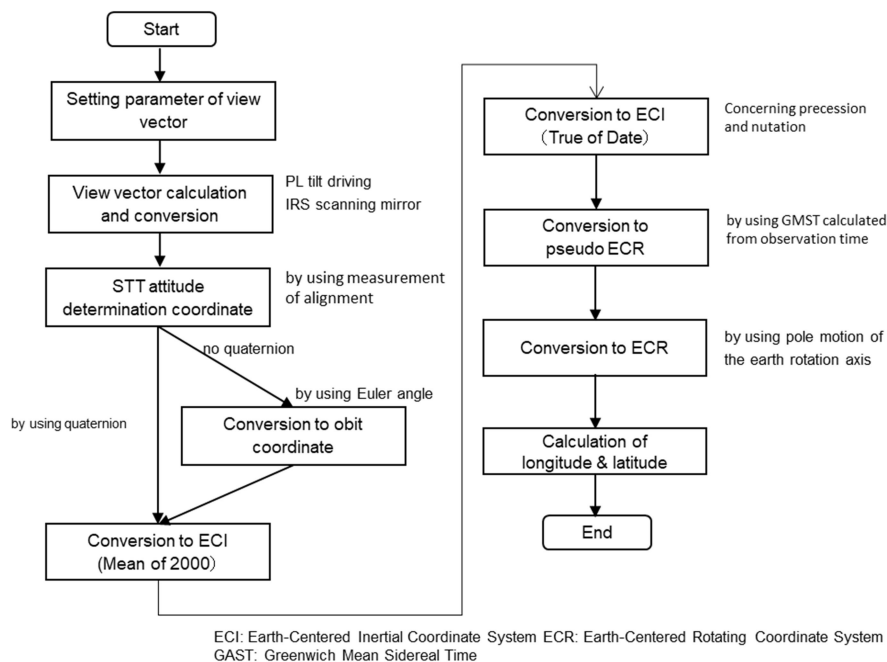 Start
Setting parameter of view
vector
View vector calculation
and conversion
PL tilt driving
IRS scanning mirror
STT attitude
determination coordinate
by using measurement
of alignment
no quaternion
by using Euler angle
by using quaternion
Conversion to obit
coordinate
Conversion to ECI
(Mean of 2000)
Conversion to ECI
(True of Date)
Concerning precession
and nutation
Conversion to
pseudo ECR
by using GMST calculated
from observation time
Conversion to ECR
by using pole motion of
the earth rotation axis
Calculation of
longitude & latitude
End
ECI: Earth-Centered Inertial Coordinate System ECR: Earth-Centered Rotating Coordinate System
GAST: Greenwich Mean Sidereal Time